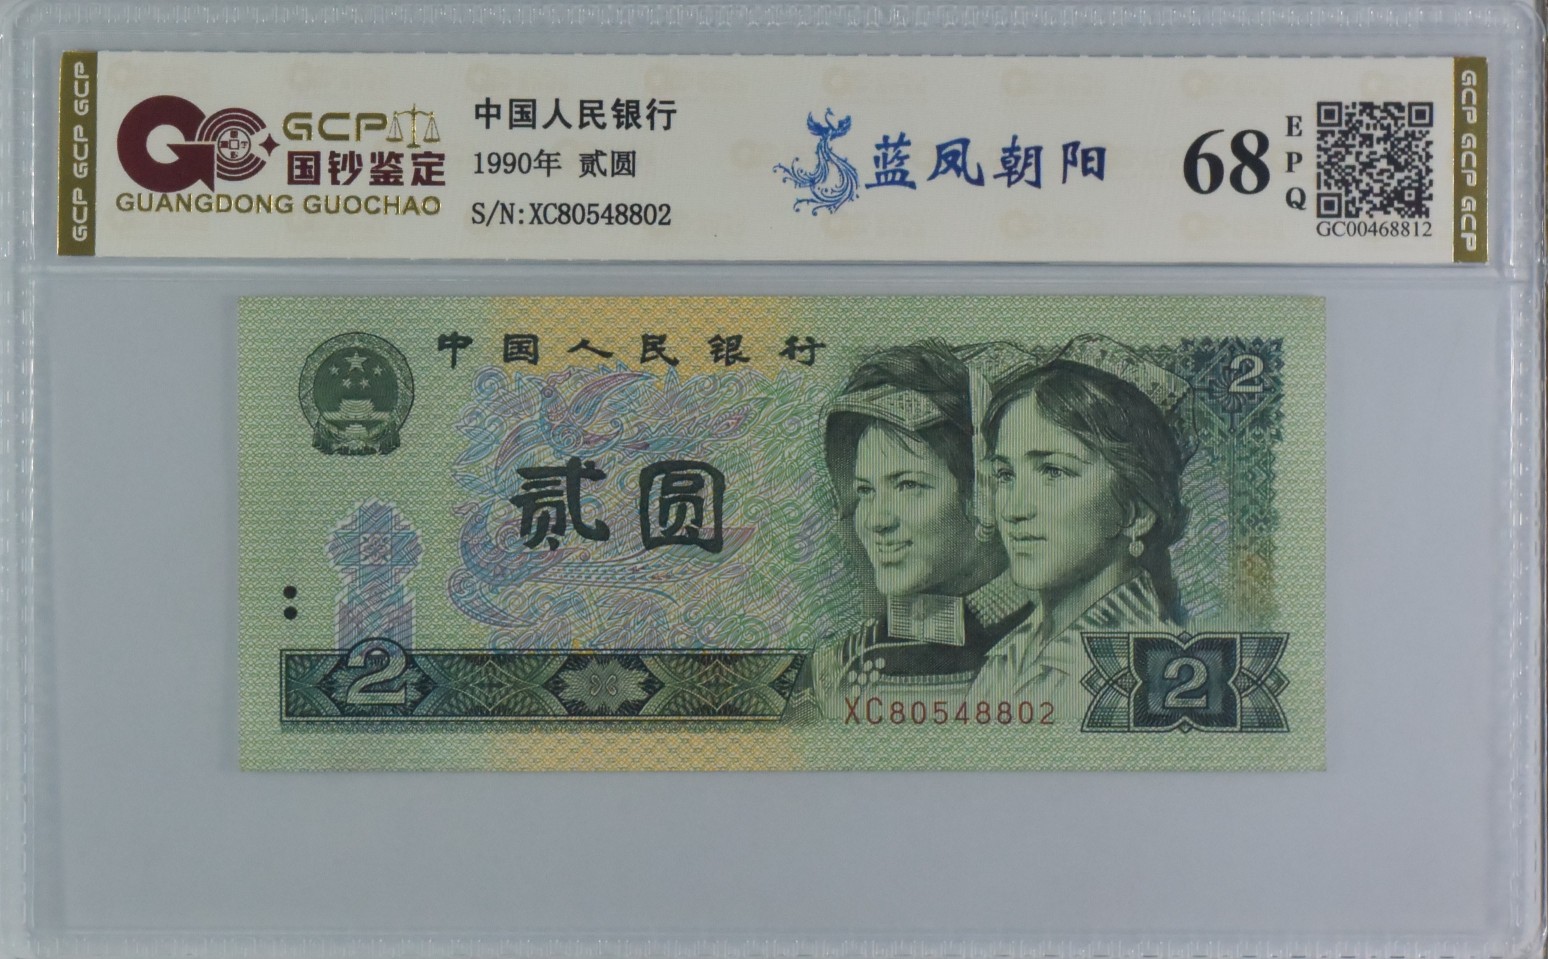 GCP GCP GCP
GCP
国钞鉴定
GUANGDONG GUOCHAO
中国人民银行
1990年 贰圆
S/N:XC80548802
蓝凤朝阳
68
EPQ
GC00468812
GCP GCP GCP
中国人民银行
2
贰圆
2
XC80548802
2